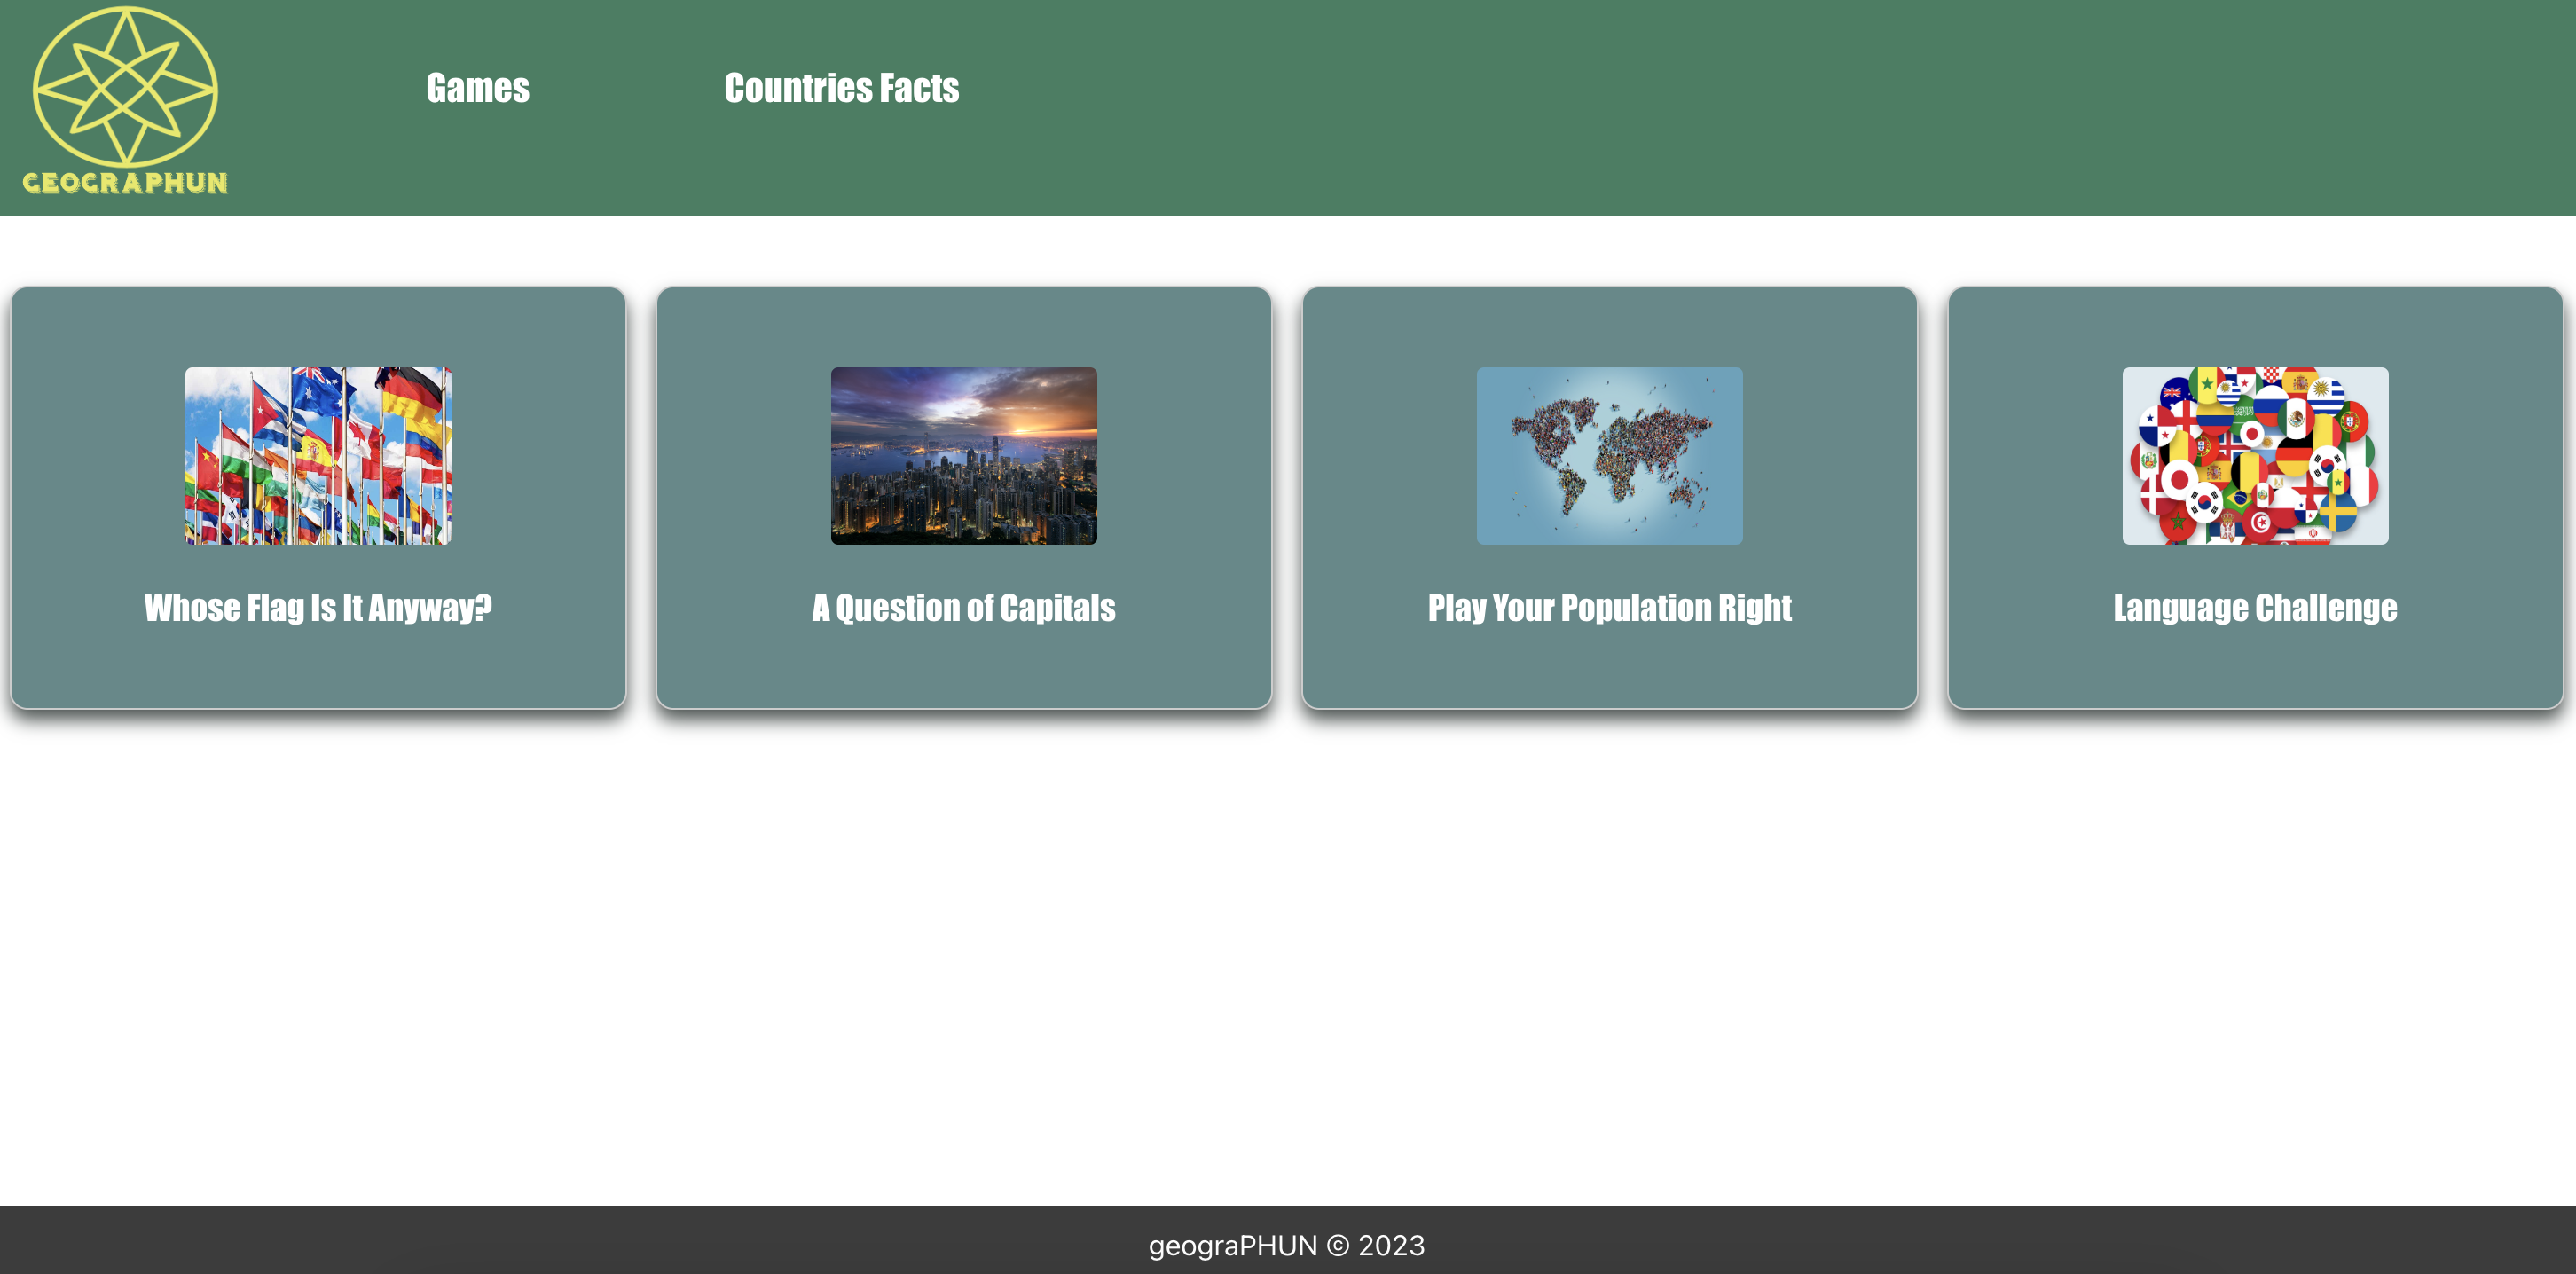 GEOGRAPHUN
Games
Countries Facts
Whose Flag Is It Anyway?
A Question of Capitals
Play Your Population Right
Language Challenge
geograPHUN © 2023